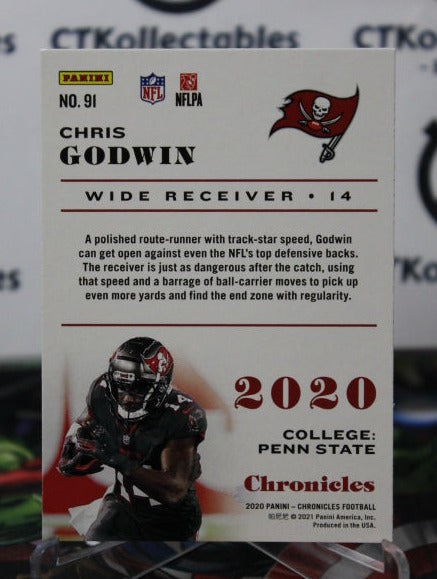 CTKollectables
PANINI
NFL
NFLPA
NO. 91
CHRIS
GODWIN
WIDE RECEIVER • 14
A polished route-runner with track-star speed, Godwin
can get open against even the NFL's top defensive backs.
The receiver is just as dangerous after the catch, using
that speed and a barrage of ball-carrier moves to pick up
even more yards and find the end zone with regularity.
2020
COLLEGE:
PENN STATE
Chronicles
2020 PANINI – CHRONICLES FOOTBALL
帕尼尼 © 2021 Panini America, Inc.
Produced in the USA.